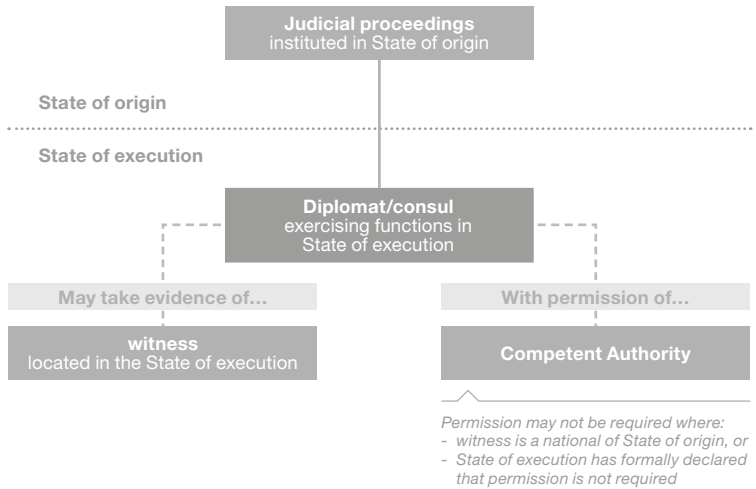 Judicial proceedings
instituted in State of origin
State of origin
State of execution
Diplomat/consul
exercising functions in
State of execution
May take evidence of...
With permission of...
witness
located in the State of execution
Competent Authority
Permission may not be required where:
- witness is a national of State of origin, or
- State of execution has formally declared
that permission is not required